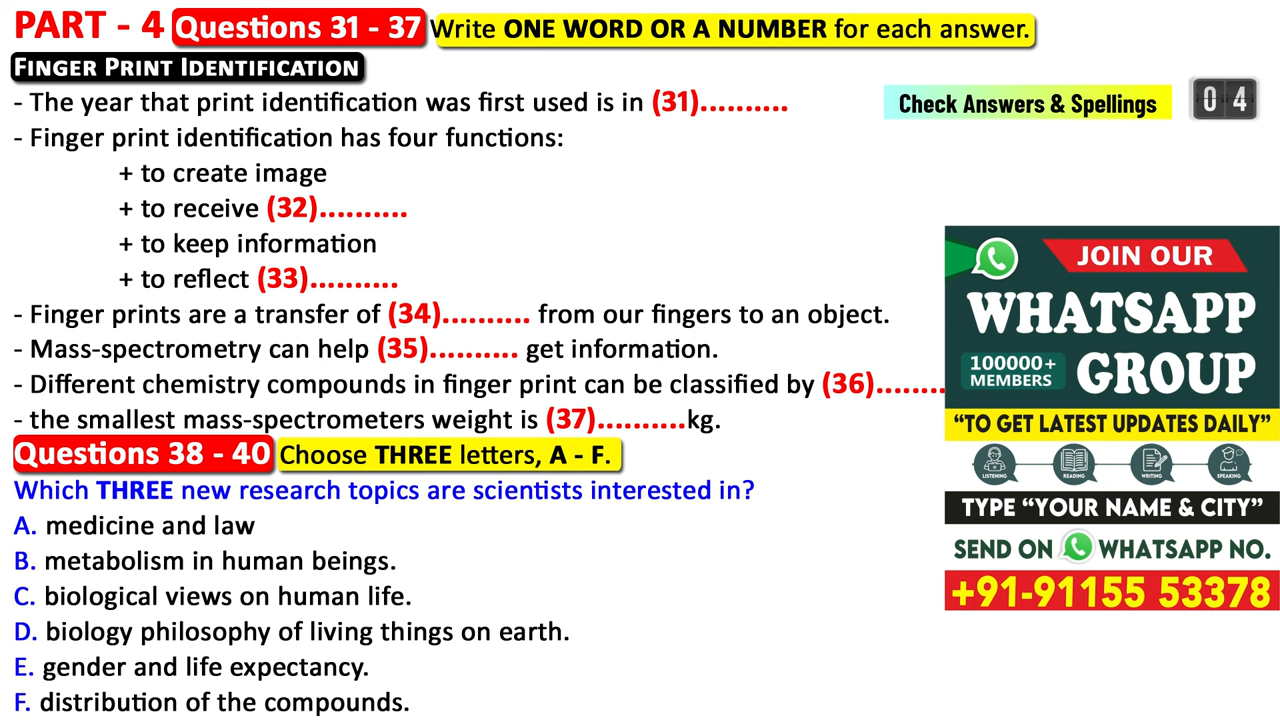 PART - 4 Questions 31 - 37 Write ONE WORD OR A NUMBER for each answer.
FINGER PRINT IDENTIFICATION
- The year that print identification was first used is in (31)..........
Check Answers & Spellings 04
- Finger print identification has four functions:
+ to create image
+ to receive (32)..........
+ to keep information
+ to reflect (33)..........
- Finger prints are a transfer of (34).......... from our fingers to an object.
- Mass-spectrometry can help (35).......... get information.
- Different chemistry compounds in finger print can be classified by (36)........
- the smallest mass-spectrometers weight is (37)..........kg.
Questions 38 - 40 Choose THREE letters, A - F.
Which THREE new research topics are scientists interested in?
A. medicine and law
B. metabolism in human beings.
C. biological views on human life.
D. biology philosophy of living things on earth.
E. gender and life expectancy.
F. distribution of the compounds.
JOIN OUR
WHATSAPP
100000+
MEMBERS
GROUP
“TO GET LATEST UPDATES DAILY”
LISTENING READING WRITING SPEAKING
TYPE “YOUR NAME & CITY”
SEND ON WHATSAPP NO.
+91-91155 53378